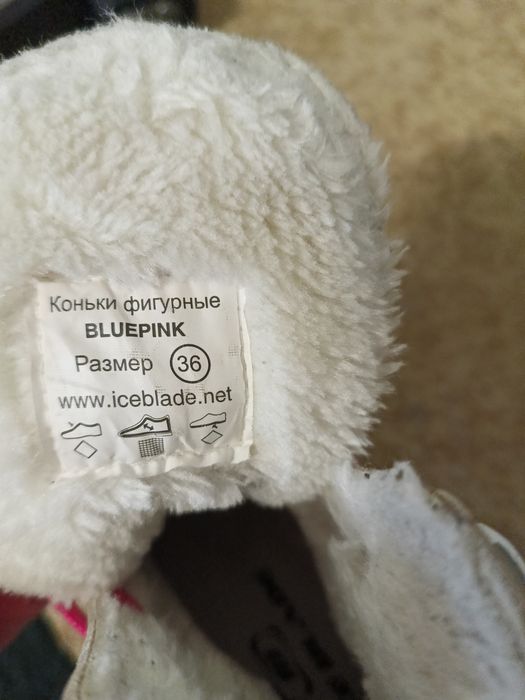 Коньки фигурные
BLUEPINK
Размер 36
www.iceblade.net